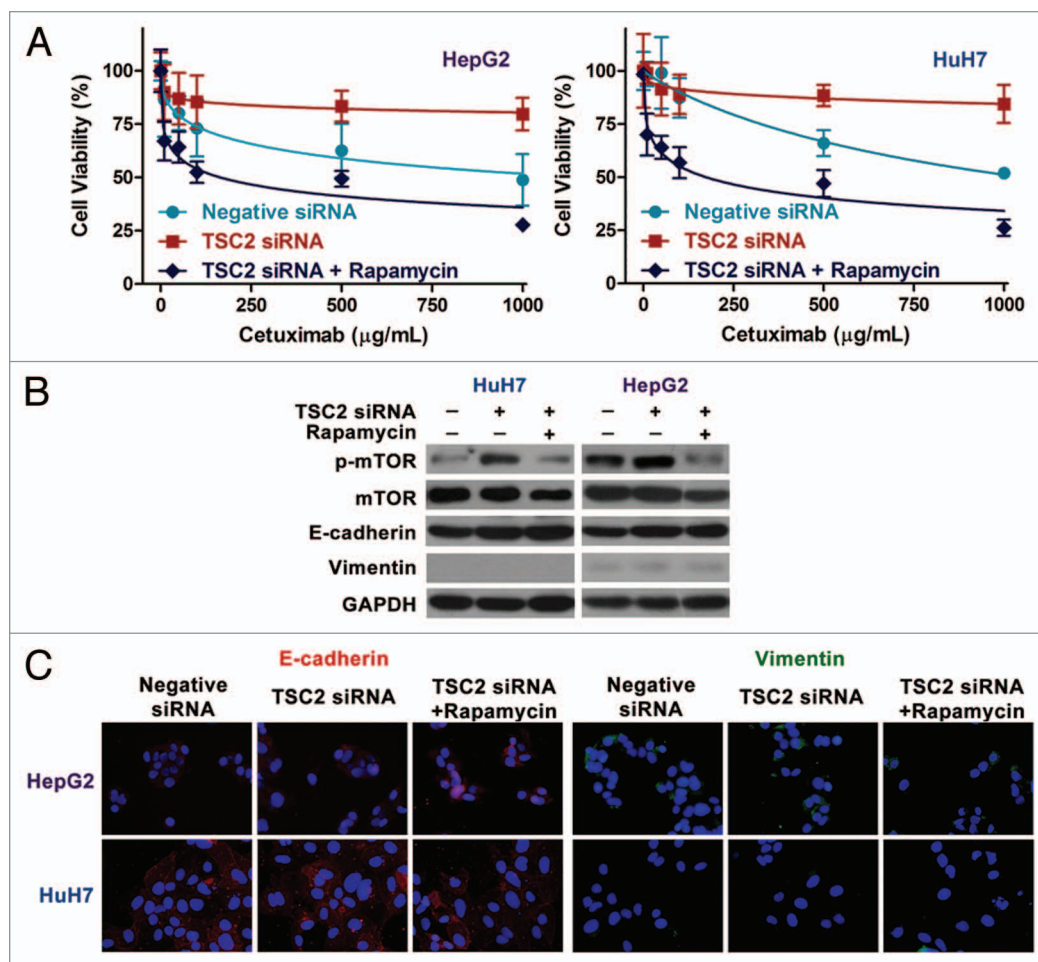 A
HepG2
Cell Viability (%)
100
75
50
25
0
Negative siRNA
TSC2 siRNA
TSC2 siRNA + Rapamycin
0 250 500 750 1000
Cetuximab (μg/mL)
HuH7
Cell Viability (%)
100
75
50
25
0
Negative siRNA
TSC2 siRNA
TSC2 siRNA + Rapamycin
0 250 500 750 1000
Cetuximab (μg/mL)
B
HuH7 HepG2
TSC2 siRNA – + + – + +
Rapamycin – – + – – +
p-mTOR
mTOR
E-cadherin
Vimentin
GAPDH
C
E-cadherin Vimentin
Negative siRNA
TSC2 siRNA
TSC2 siRNA
+Rapamycin
Negative siRNA
TSC2 siRNA
TSC2 siRNA
+Rapamycin
HepG2
HuH7